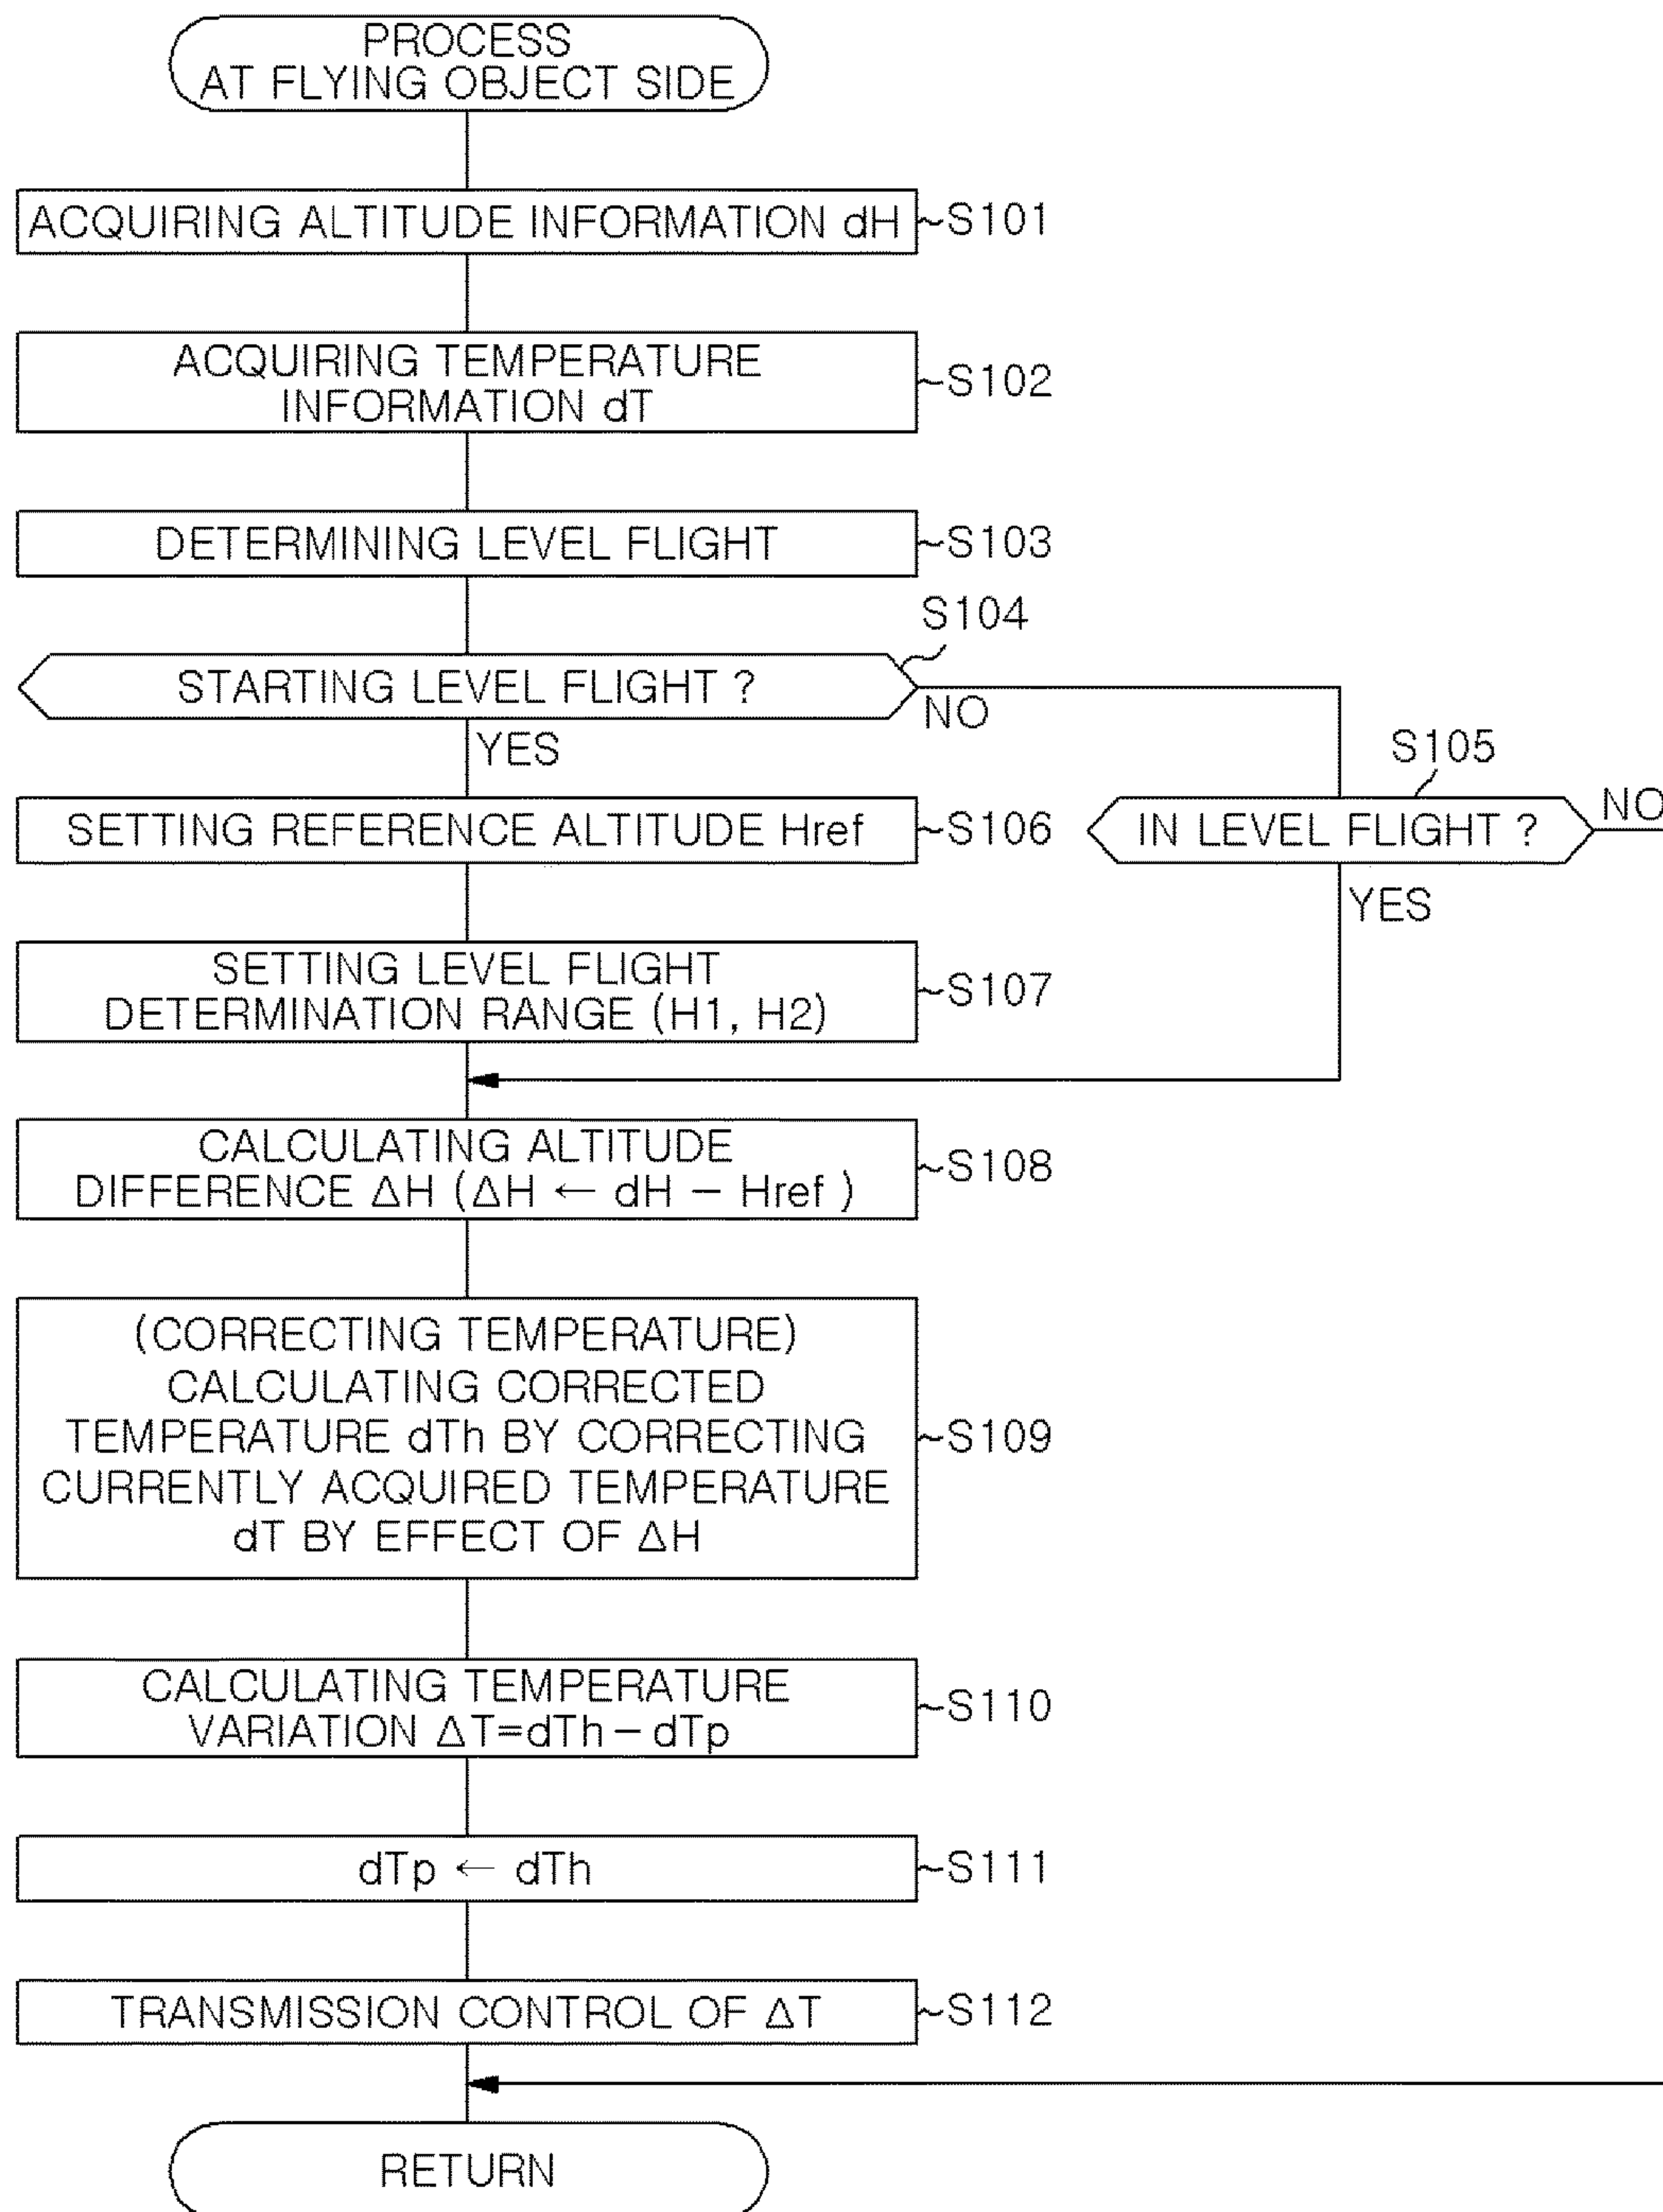 PROCESS
AT FLYING OBJECT SIDE
ACQUIRING ALTITUDE INFORMATION dH
~S101
ACQUIRING TEMPERATURE
INFORMATION dT
~S102
DETERMINING LEVEL FLIGHT
~S103
S104
STARTING LEVEL FLIGHT ?
NO
YES
S105
SETTING REFERENCE ALTITUDE Href
~S106
IN LEVEL FLIGHT ?
NO
YES
SETTING LEVEL FLIGHT
DETERMINATION RANGE (H1, H2)
~S107
CALCULATING ALTITUDE
DIFFERENCE ΔH (ΔH ← dH − Href )
~S108
(CORRECTING TEMPERATURE)
CALCULATING CORRECTED
TEMPERATURE dTh BY CORRECTING
CURRENTLY ACQUIRED TEMPERATURE
dT BY EFFECT OF ΔH
~S109
CALCULATING TEMPERATURE
VARIATION ΔT=dTh − dTp
~S110
dTp ← dTh
~S111
TRANSMISSION CONTROL OF ΔT
~S112
RETURN